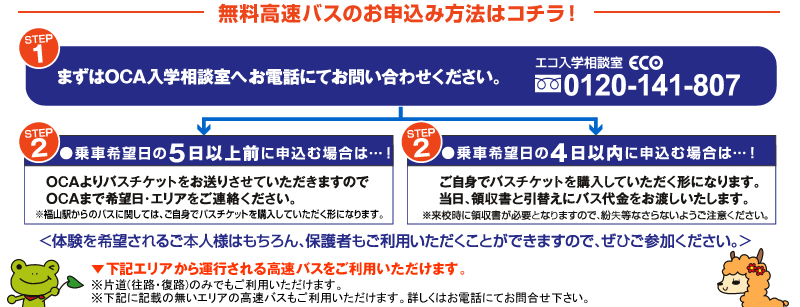 無料高速バスのお申込み方法はコチラ！
STEP
1
まずはOCA入学相談室へお電話にてお問い合わせください。
エコ入学相談室 ECO
0120-141-807
STEP
2
●乗車希望日の5日以上前に申込む場合は…！
OCAよりバスチケットをお送りさせていただきますので
OCAまで希望日・エリアをご連絡ください。
※福山駅からのバスに関しては、ご自身でバスチケットを購入していただく形になります。
STEP
2
●乗車希望日の4日以内に申込む場合は…！
ご自身でバスチケットを購入していただく形になります。
当日、領収書と引替えにバス代金をお渡しいたします。
※来校時に領収書が必要となりますので、紛失等なさらないようご注意ください。
＜体験を希望されるご本人様はもちろん、保護者もご利用いただくことができますので、ぜひご参加ください。＞
▼下記エリアから運行される高速バスをご利用いただけます。
※片道（往路・復路）のみでもご利用いただけます。
※下記に記載の無いエリアの高速バスもご利用いただけます。詳しくはお電話にてお問合せ下さい。